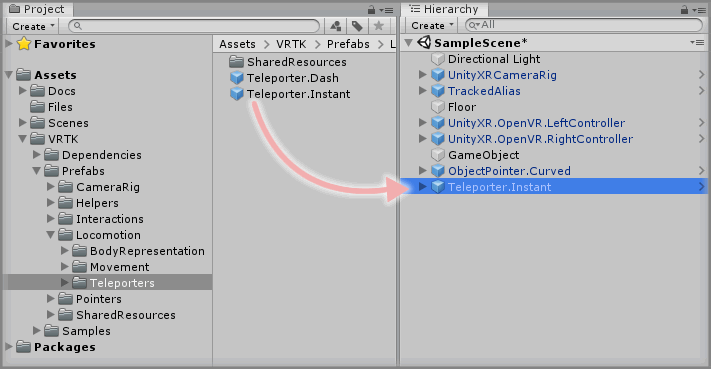 Project
Create
Favorites
Assets
Docs
Files
Scenes
VRTK
Dependencies
Prefabs
CameraRig
Helpers
Interactions
Locomotion
BodyRepresentation
Movement
Teleporters
Pointers
SharedResources
Samples
Packages
Assets > VRTK > Prefabs > L
SharedResources
Teleporter.Dash
Teleporter.Instant
Hierarchy
Create All
SampleScene*
Directional Light
UnityXRCameraRig
TrackedAlias
Floor
UnityXR.OpenVR.LeftController
UnityXR.OpenVR.RightController
GameObject
ObjectPointer.Curved
Teleporter.Instant